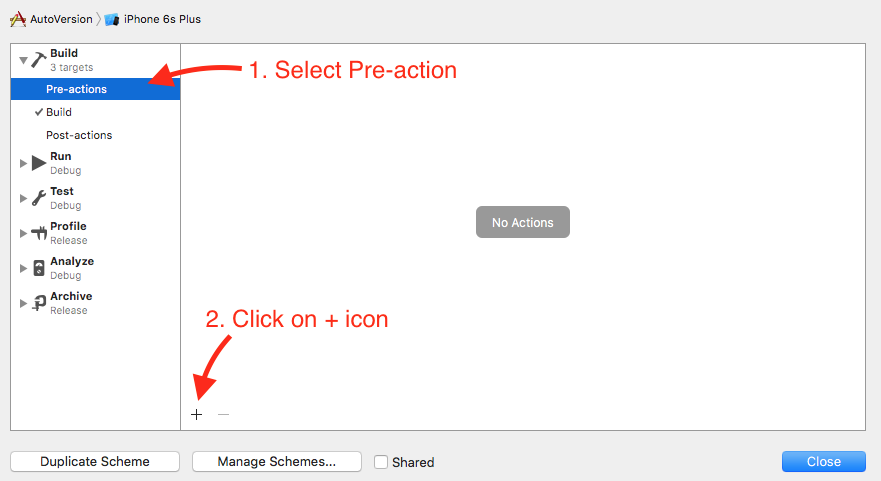 AutoVersion iPhone 6s Plus
Build
3 targets
Pre-actions
Build
Post-actions
Run
Debug
Test
Debug
Profile
Release
Analyze
Debug
Archive
Release
1. Select Pre-action
No Actions
2. Click on + icon
Duplicate Scheme
Manage Schemes...
Shared
Close